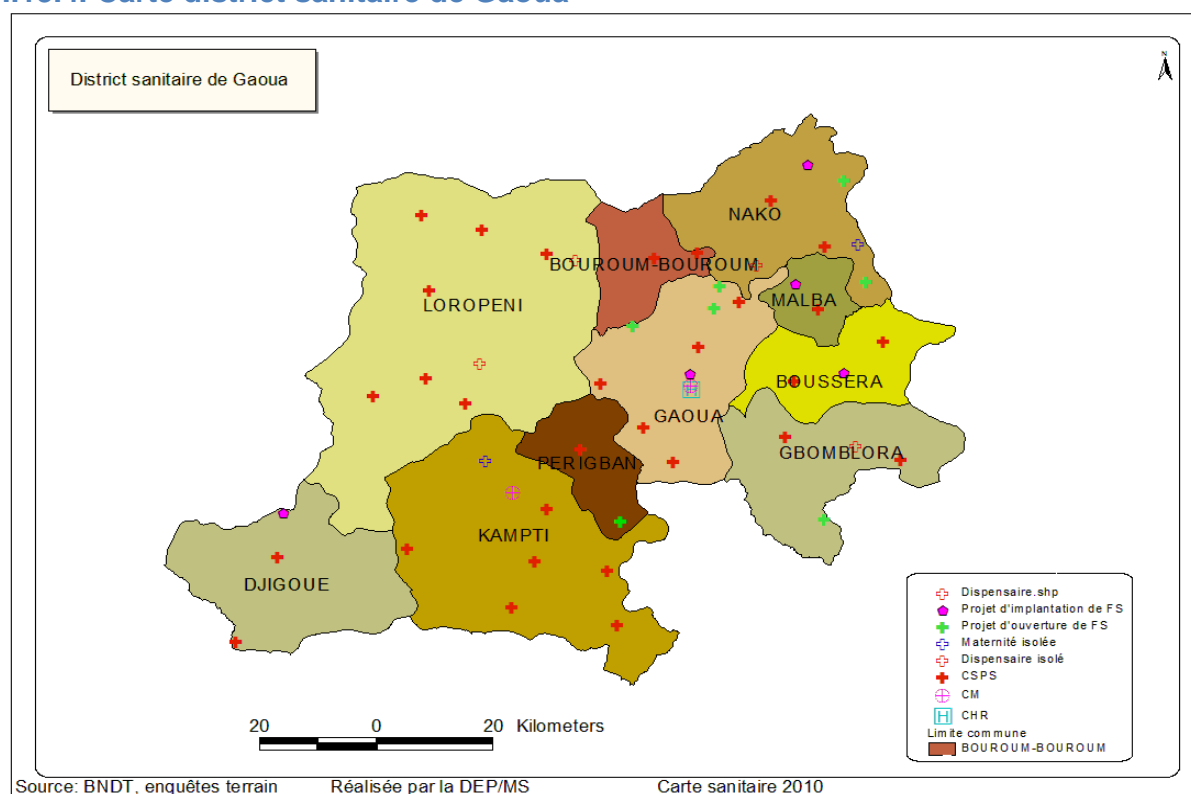 District sanitaire de Gaoua
N
NAKO
BOUROUM-BOUROUM
MALBA
LOROPENI
BOUSSERA
GAOUA
GBOMBLORA
PERIGBAN
KAMPTI
DJIGOUE
Dispensaire.shp
Projet d'implantation de FS
Projet d'ouverture de FS
Maternité isolée
Dispensaire isolé
CSPS
CM
H CHR
Limite commune
BOUROUM-BOUROUM
20 0 20 Kilometers
Source: BNDT, enquêtes terrain Réalisée par la DEP/MS Carte sanitaire 2010